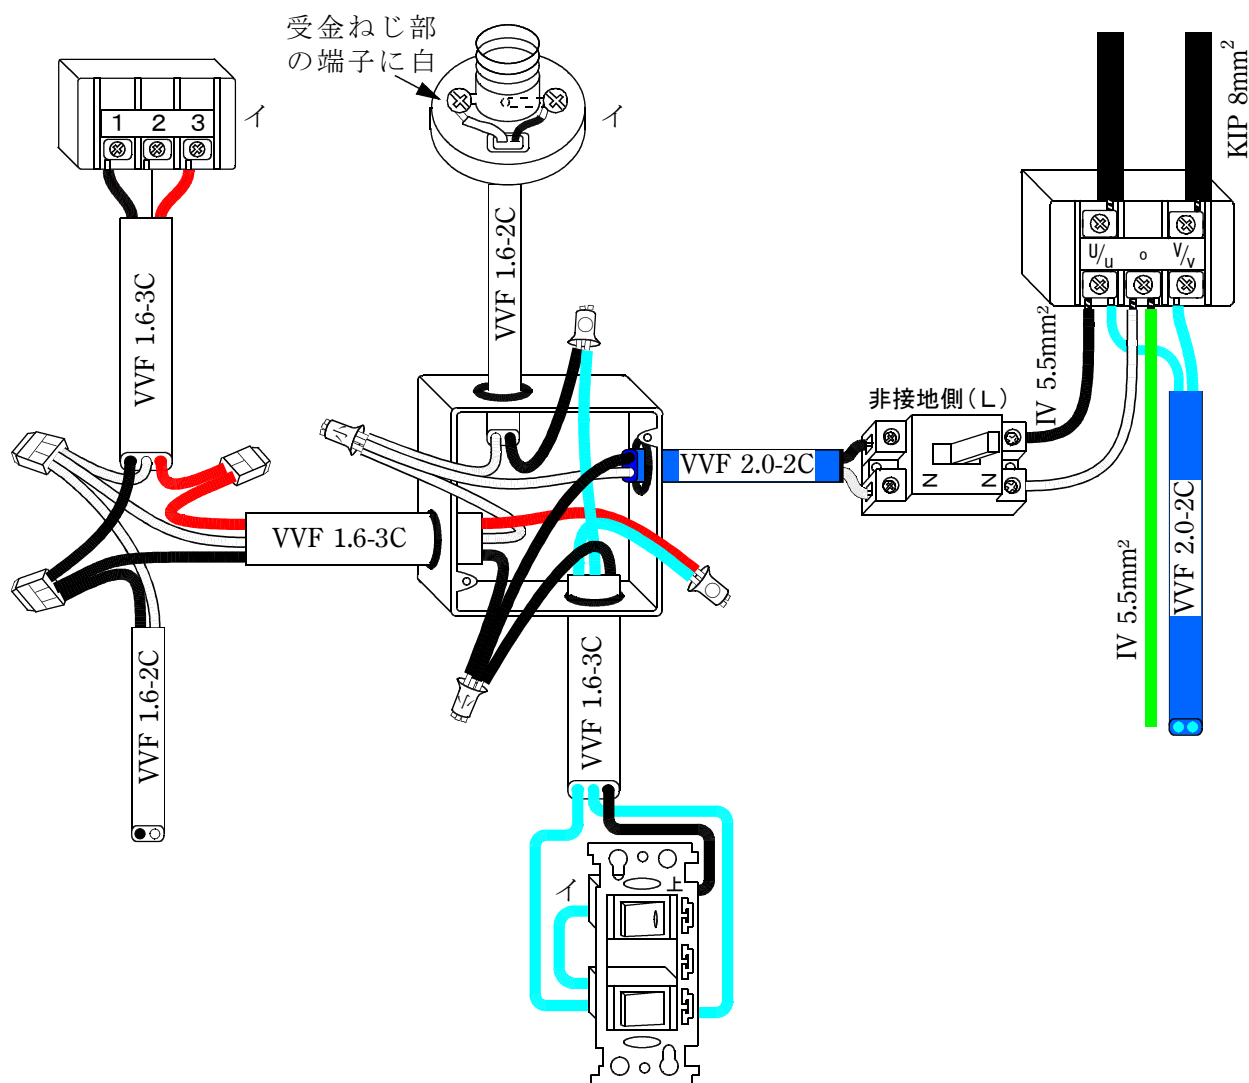 受金ねじ部
の端子に白
イ
1 2 3
イ
KIP 8mm²
U/u o V/v
VVF 1.6-3C
VVF 1.6-2C
IV 5.5mm²
非接地側(L)
VVF 2.0-2C
N N
VVF 1.6-3C
VVF 2.0-2C
IV 5.5mm²
VVF 1.6-2C
VVF 1.6-3C
イ
上